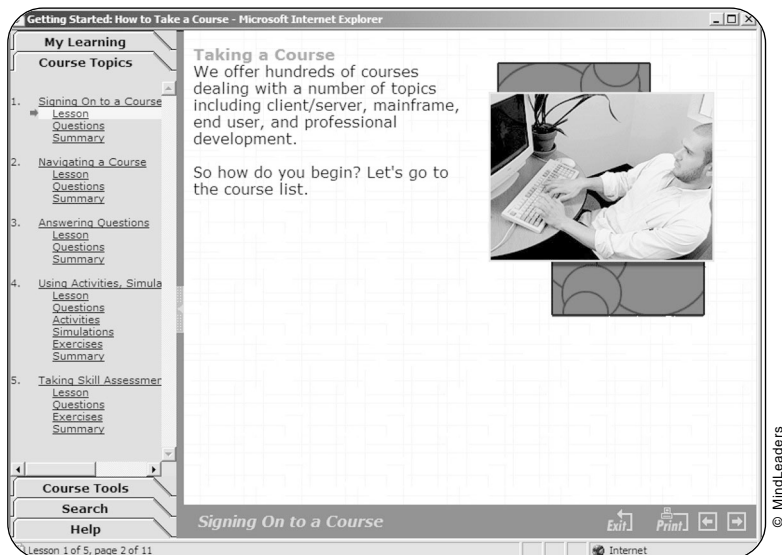 Getting Started: How to Take a Course - Microsoft Internet Explorer
My Learning
Course Topics
1. Signing On to a Course
Lesson
Questions
Summary
2. Navigating a Course
Lesson
Questions
Summary
3. Answering Questions
Lesson
Questions
Summary
4. Using Activities, Simula
Lesson
Questions
Activities
Simulations
Exercises
Summary
5. Taking Skill Assessmer
Lesson
Questions
Exercises
Summary
Course Tools
Search
Help
Taking a Course
We offer hundreds of courses
dealing with a number of topics
including client/server, mainframe,
end user, and professional
development.
So how do you begin? Let's go to
the course list.
Signing On to a Course
Exit
Print
Lesson 1 of 5, page 2 of 11
Internet
© MindLeaders